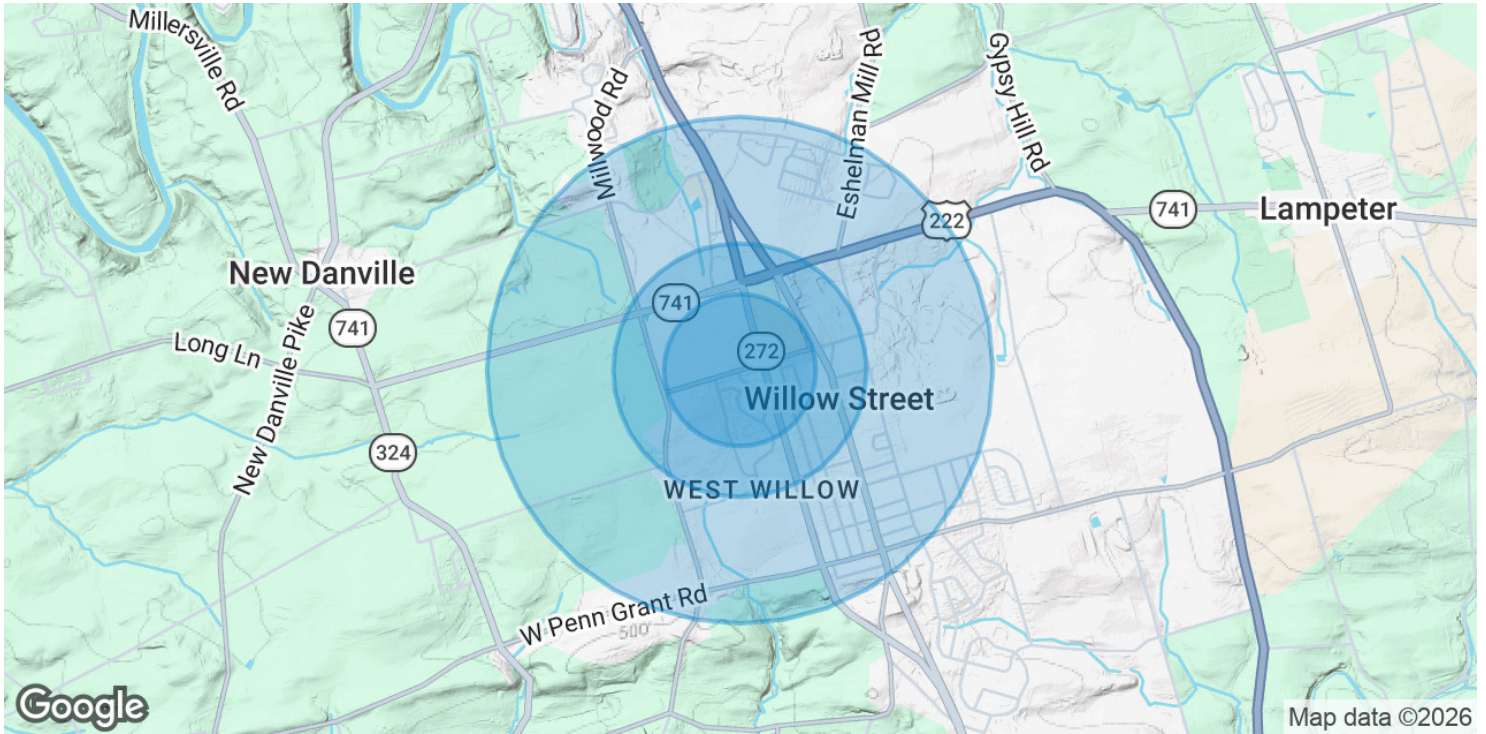 Millersville Rd
Millwood Rd
Eshelman Mill Rd
Gypsy Hill Rd
222
741
Lampeter
New Danville
741
741
272
Long Ln
New Danville Pike
Willow Street
324
WEST WILLOW
W Penn Grant Rd
500
Google
Map data ©2026